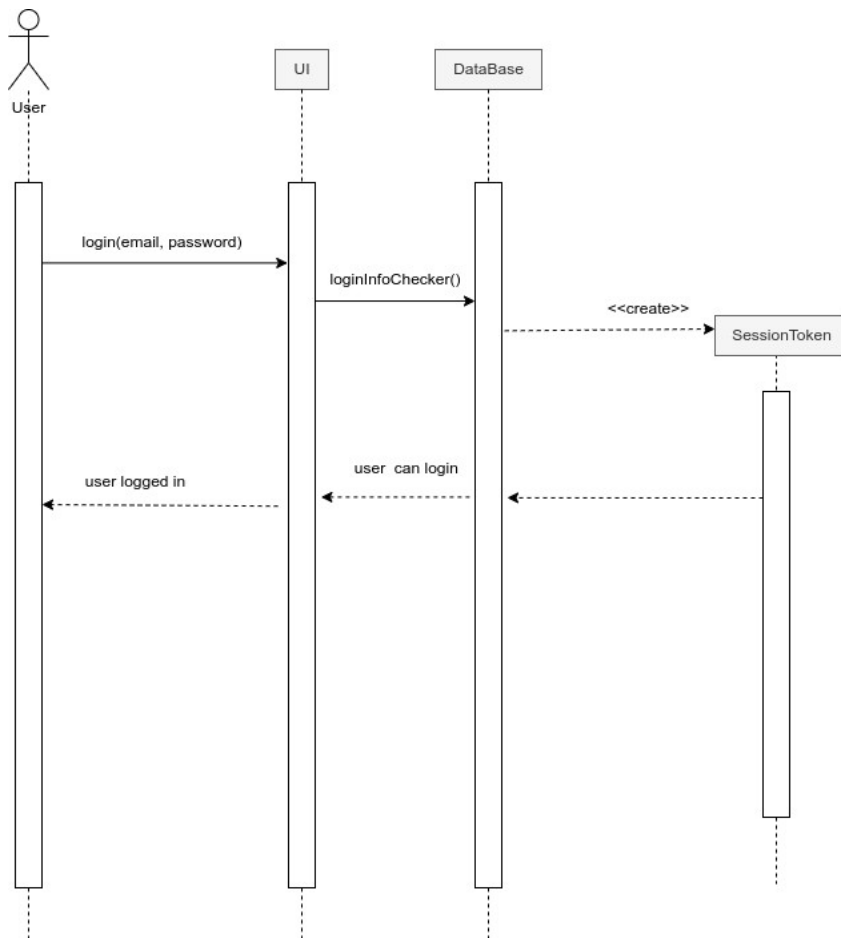 UI
DataBase
User
login(email, password)
loginInfoChecker()
<<create>>
SessionToken
user can login
user logged in